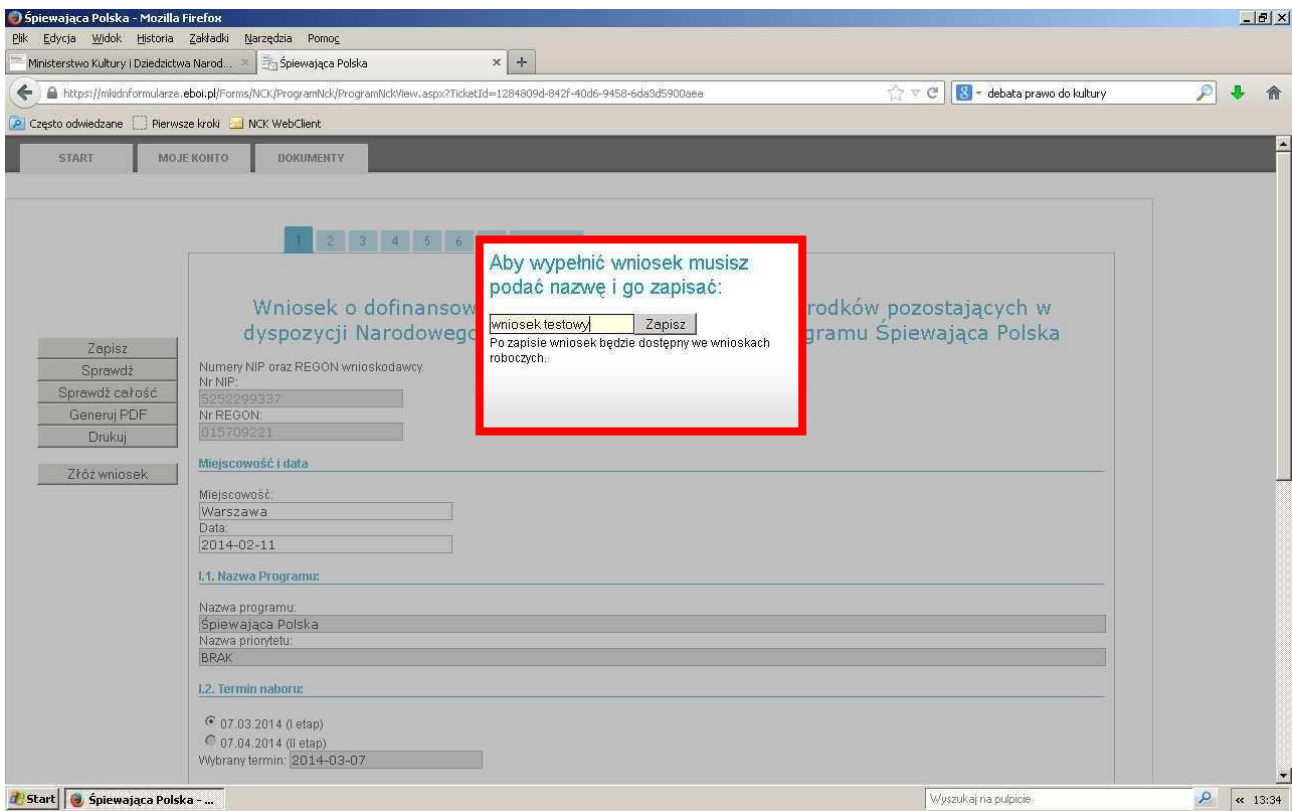 Śpiewająca Polska - Mozilla Firefox
Plik Edycja Widok Historia Zakładki Narzędzia Pomoc
Ministerstwo Kultury i Dziedzictwa Narod... × Śpiewająca Polska × +
https://mkidnformularze.eboi.pl/Forms/NCK/ProgramNck/ProgramNckView.aspx?TicketId=1284809d-842f-40d6-9458-6da3d5900aea debata prawo do kultury
Często odwiedzane Pierwsze kroki NCK WebClient
START MOJE KONTO DOKUMENTY
1 2 3 4 5 6
Aby wypełnić wniosek musisz
podać nazwę i go zapisać:
wniosek testowy Zapisz
Po zapisie wniosek będzie dostępny we wnioskach
roboczych.
Wniosek o dofinansow rodków pozostających w
dyspozycji Narodowego gramu Śpiewająca Polska
Zapisz
Sprawdź
Sprawdź całość
Generuj PDF
Drukuj
Złóż wniosek
Numery NIP oraz REGON wnioskodawcy.
Nr NIP:
5252299337
Nr REGON:
015709221
Miejscowość i data
Miejscowość:
Warszawa
Data:
2014-02-11
I.1. Nazwa Programu:
Nazwa programu:
Śpiewająca Polska
Nazwa priorytetu:
BRAK
I.2. Termin naboru:
07.03.2014 (I etap)
07.04.2014 (II etap)
Wybrany termin: 2014-03-07
Start Śpiewająca Polska - ... Wyszukaj na pulpicie « 13:34